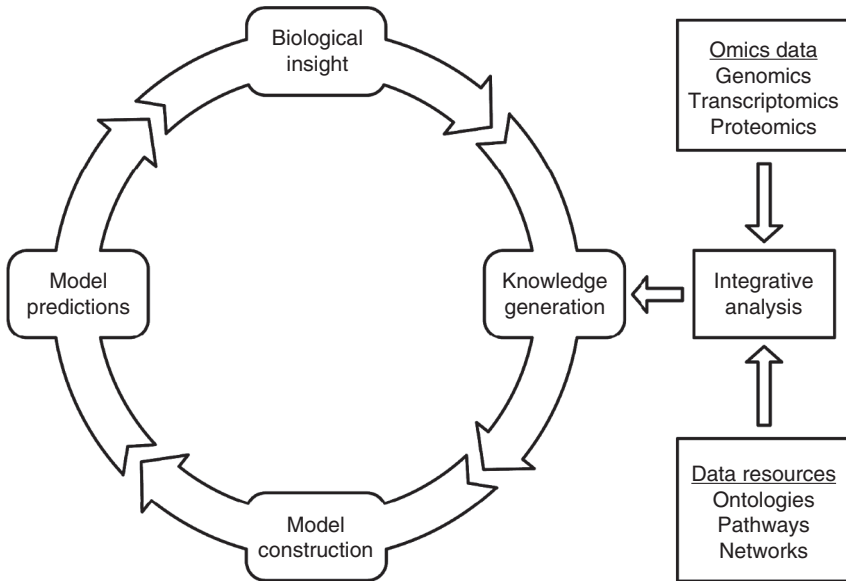 Biological
insight
Knowledge
generation
Model
construction
Model
predictions
Omics data
Genomics
Transcriptomics
Proteomics
Integrative
analysis
Data resources
Ontologies
Pathways
Networks